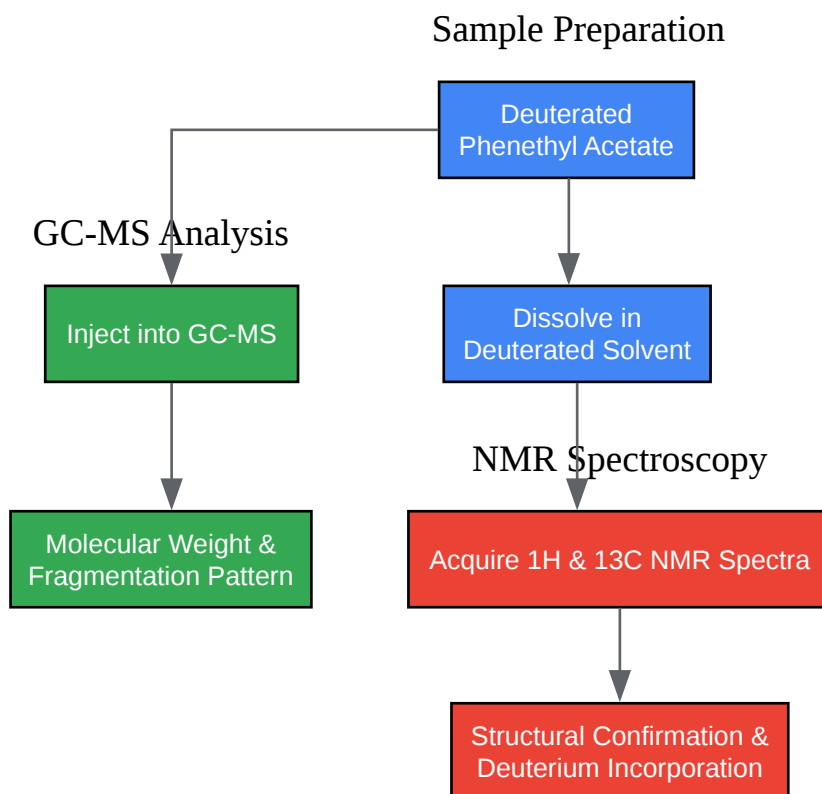 Sample Preparation
Deuterated
Phenethyl Acetate
GC-MS Analysis
Inject into GC-MS
Dissolve in
Deuterated Solvent
NMR Spectroscopy
Molecular Weight &
Fragmentation Pattern
Acquire 1H & 13C NMR Spectra
Structural Confirmation &
Deuterium Incorporation